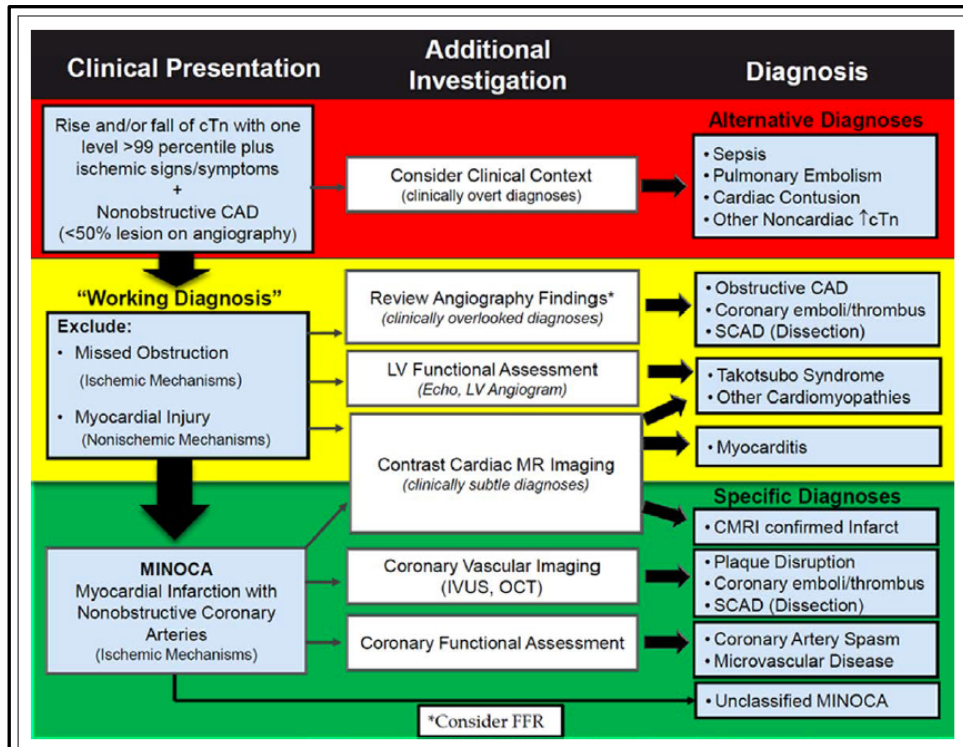 Clinical Presentation
Additional
Investigation
Diagnosis
Rise and/or fall of cTn with one
level >99 percentile plus
ischemic signs/symptoms
+
Nonobstructive CAD
(<50% lesion on angiography)
Consider Clinical Context
(clinically overt diagnoses)
Alternative Diagnoses
• Sepsis
• Pulmonary Embolism
• Cardiac Contusion
• Other Noncardiac ↑cTn
“Working Diagnosis”
Exclude:
• Missed Obstruction
(Ischemic Mechanisms)
• Myocardial Injury
(Nonischemic Mechanisms)
Review Angiography Findings*
(clinically overlooked diagnoses)
• Obstructive CAD
• Coronary emboli/thrombus
• SCAD (Dissection)
LV Functional Assessment
(Echo, LV Angiogram)
• Takotsubo Syndrome
• Other Cardiomyopathies
Contrast Cardiac MR Imaging
(clinically subtle diagnoses)
• Myocarditis
Specific Diagnoses
• CMRI confirmed Infarct
MINOCA
Myocardial Infarction with
Nonobstructive Coronary
Arteries
(Ischemic Mechanisms)
Coronary Vascular Imaging
(IVUS, OCT)
• Plaque Disruption
• Coronary emboli/thrombus
• SCAD (Dissection)
Coronary Functional Assessment
• Coronary Artery Spasm
• Microvascular Disease
• Unclassified MINOCA
*Consider FFR